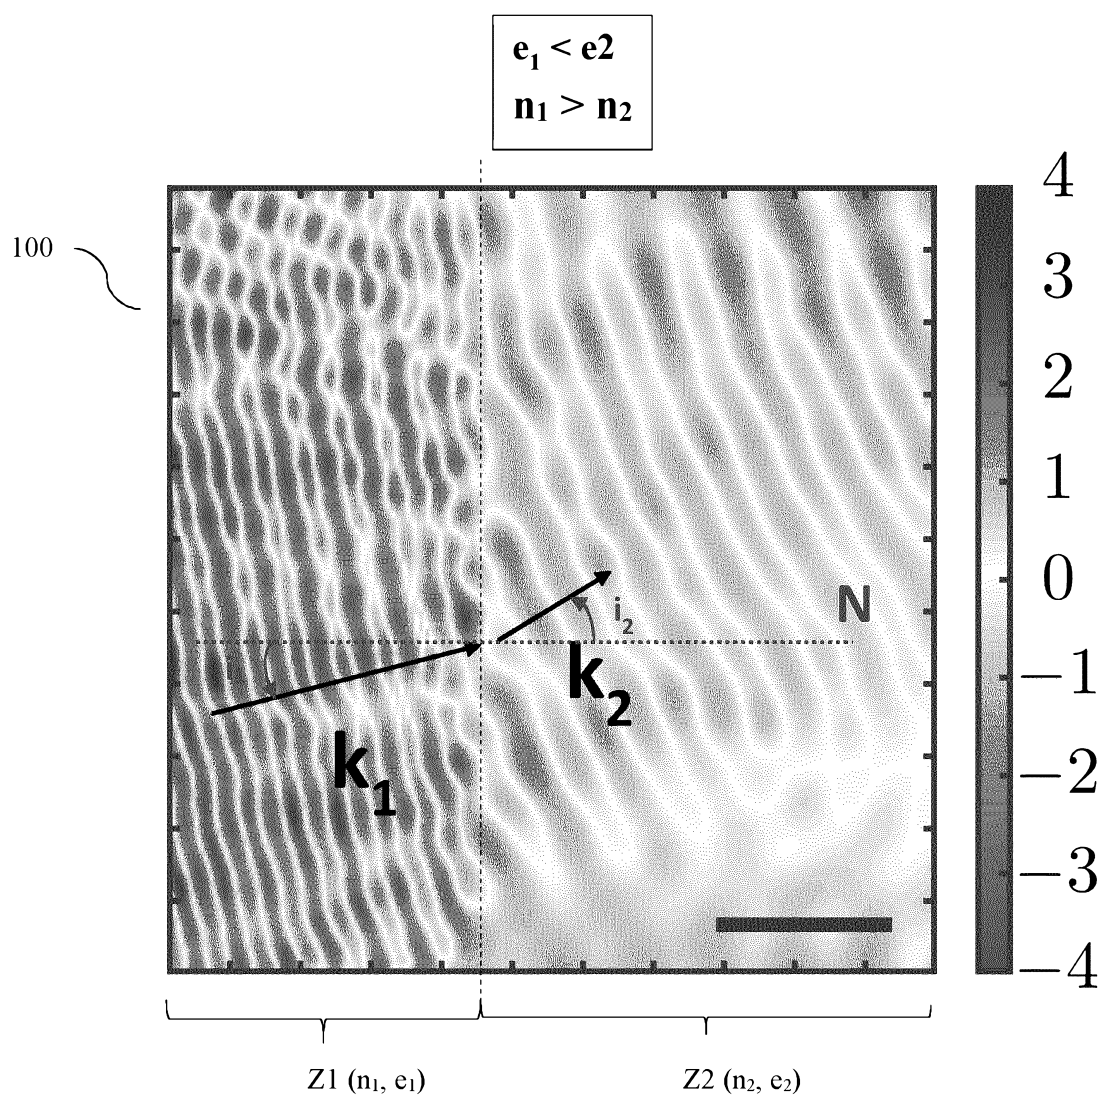 e₁ < e2
n₁ > n₂
100
4
3
2
1
0
−1
−2
−3
−4
N
i₂
k₂
k₁
Z1 (n₁, e₁)
Z2 (n₂, e₂)